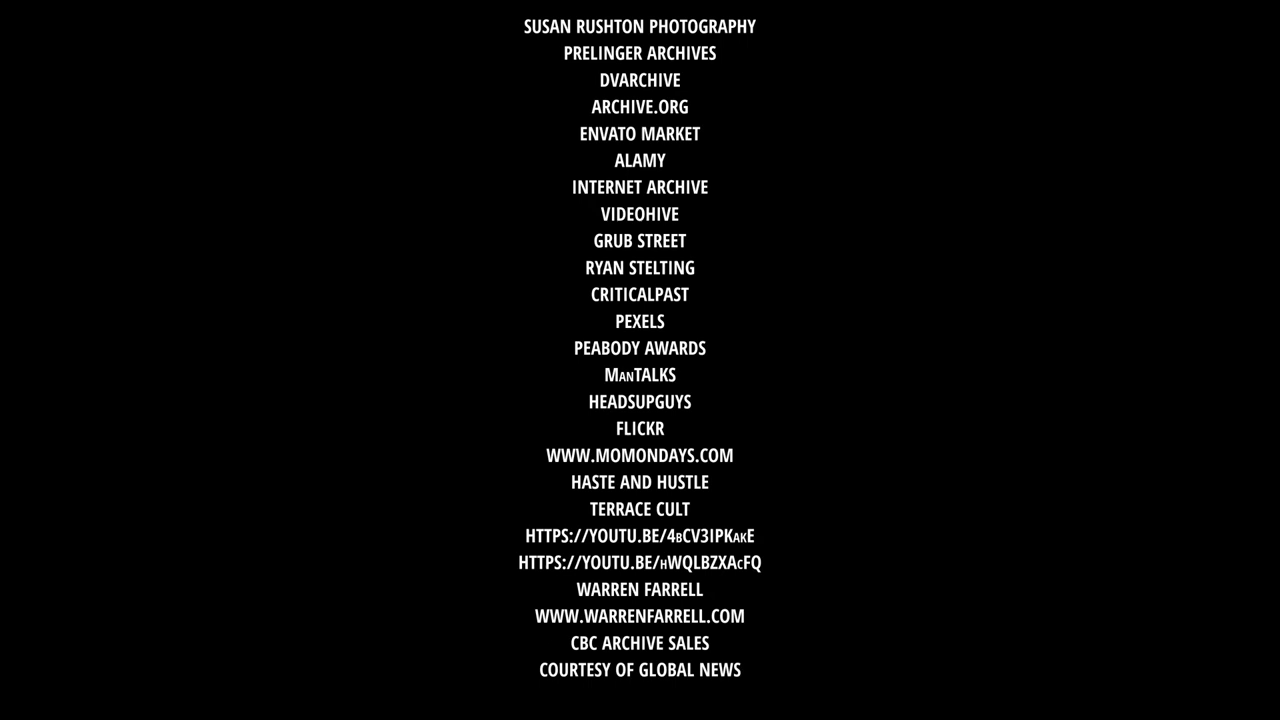 SUSAN RUSHTON PHOTOGRAPHY
PRELINGER ARCHIVES
DVARCHIVE
ARCHIVE.ORG
ENVATO MARKET
ALAMY
INTERNET ARCHIVE
VIDEOHIVE
GRUB STREET
RYAN STELTING
CRITICALPAST
PEXELS
PEABODY AWARDS
ManTALKS
HEADSUPGUYS
FLICKR
WWW.MOMONDAYS.COM
HASTE AND HUSTLE
TERRACE CULT
HTTPS://YOUTU.BE/4bCV3IPKakE
HTTPS://YOUTU.BE/hWQLBZXAcFQ
WARREN FARRELL
WWW.WARRENFARRELL.COM
CBC ARCHIVE SALES
COURTESY OF GLOBAL NEWS